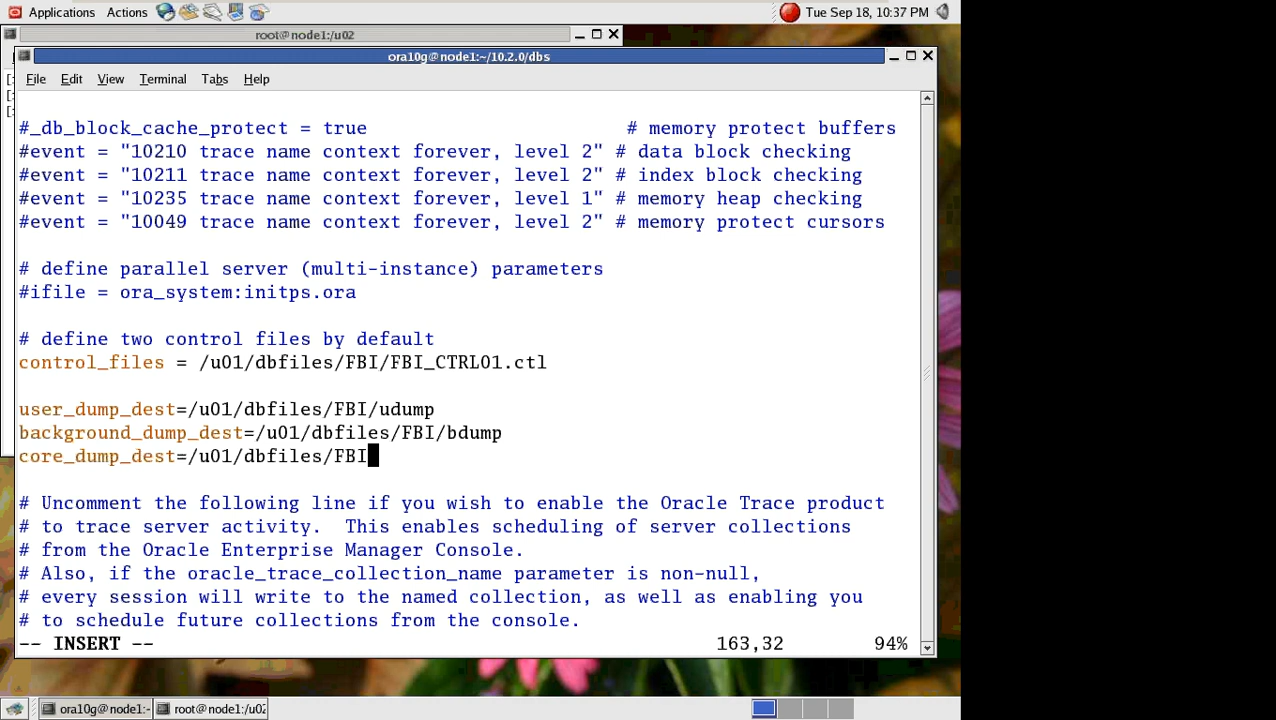 Applications Actions Tue Sep 18, 10:37 PM
root@node1:/u02
ora10g@node1:~/10.2.0/dbs
File Edit View Terminal Tabs Help
#_db_block_cache_protect = true # memory protect buffers
#event = "10210 trace name context forever, level 2" # data block checking
#event = "10211 trace name context forever, level 2" # index block checking
#event = "10235 trace name context forever, level 1" # memory heap checking
#event = "10049 trace name context forever, level 2" # memory protect cursors
# define parallel server (multi-instance) parameters
#ifile = ora_system:initps.ora
# define two control files by default
control_files = /u01/dbfiles/FBI/FBI_CTRL01.ctl
user_dump_dest=/u01/dbfiles/FBI/udump
background_dump_dest=/u01/dbfiles/FBI/bdump
core_dump_dest=/u01/dbfiles/FBI
# Uncomment the following line if you wish to enable the Oracle Trace product
# to trace server activity.  This enables scheduling of server collections
# from the Oracle Enterprise Manager Console.
# Also, if the oracle_trace_collection_name parameter is non-null,
# every session will write to the named collection, as well as enabling you
# to schedule future collections from the console.
-- INSERT -- 163,32 94%
ora10g@node1:~ root@node1:/u02